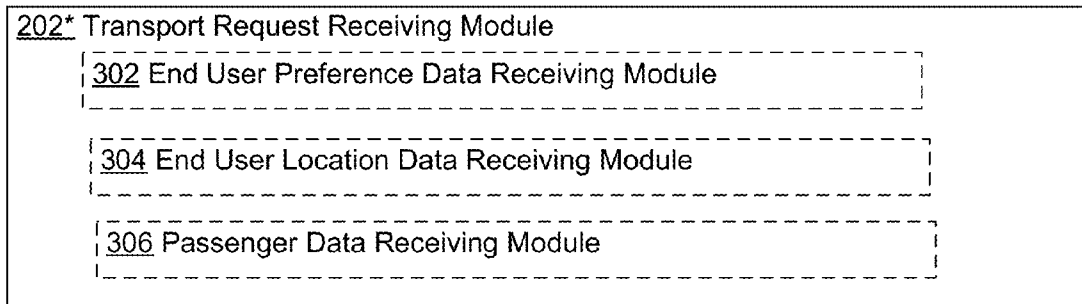 202* Transport Request Receiving Module
302 End User Preference Data Receiving Module
304 End User Location Data Receiving Module
306 Passenger Data Receiving Module